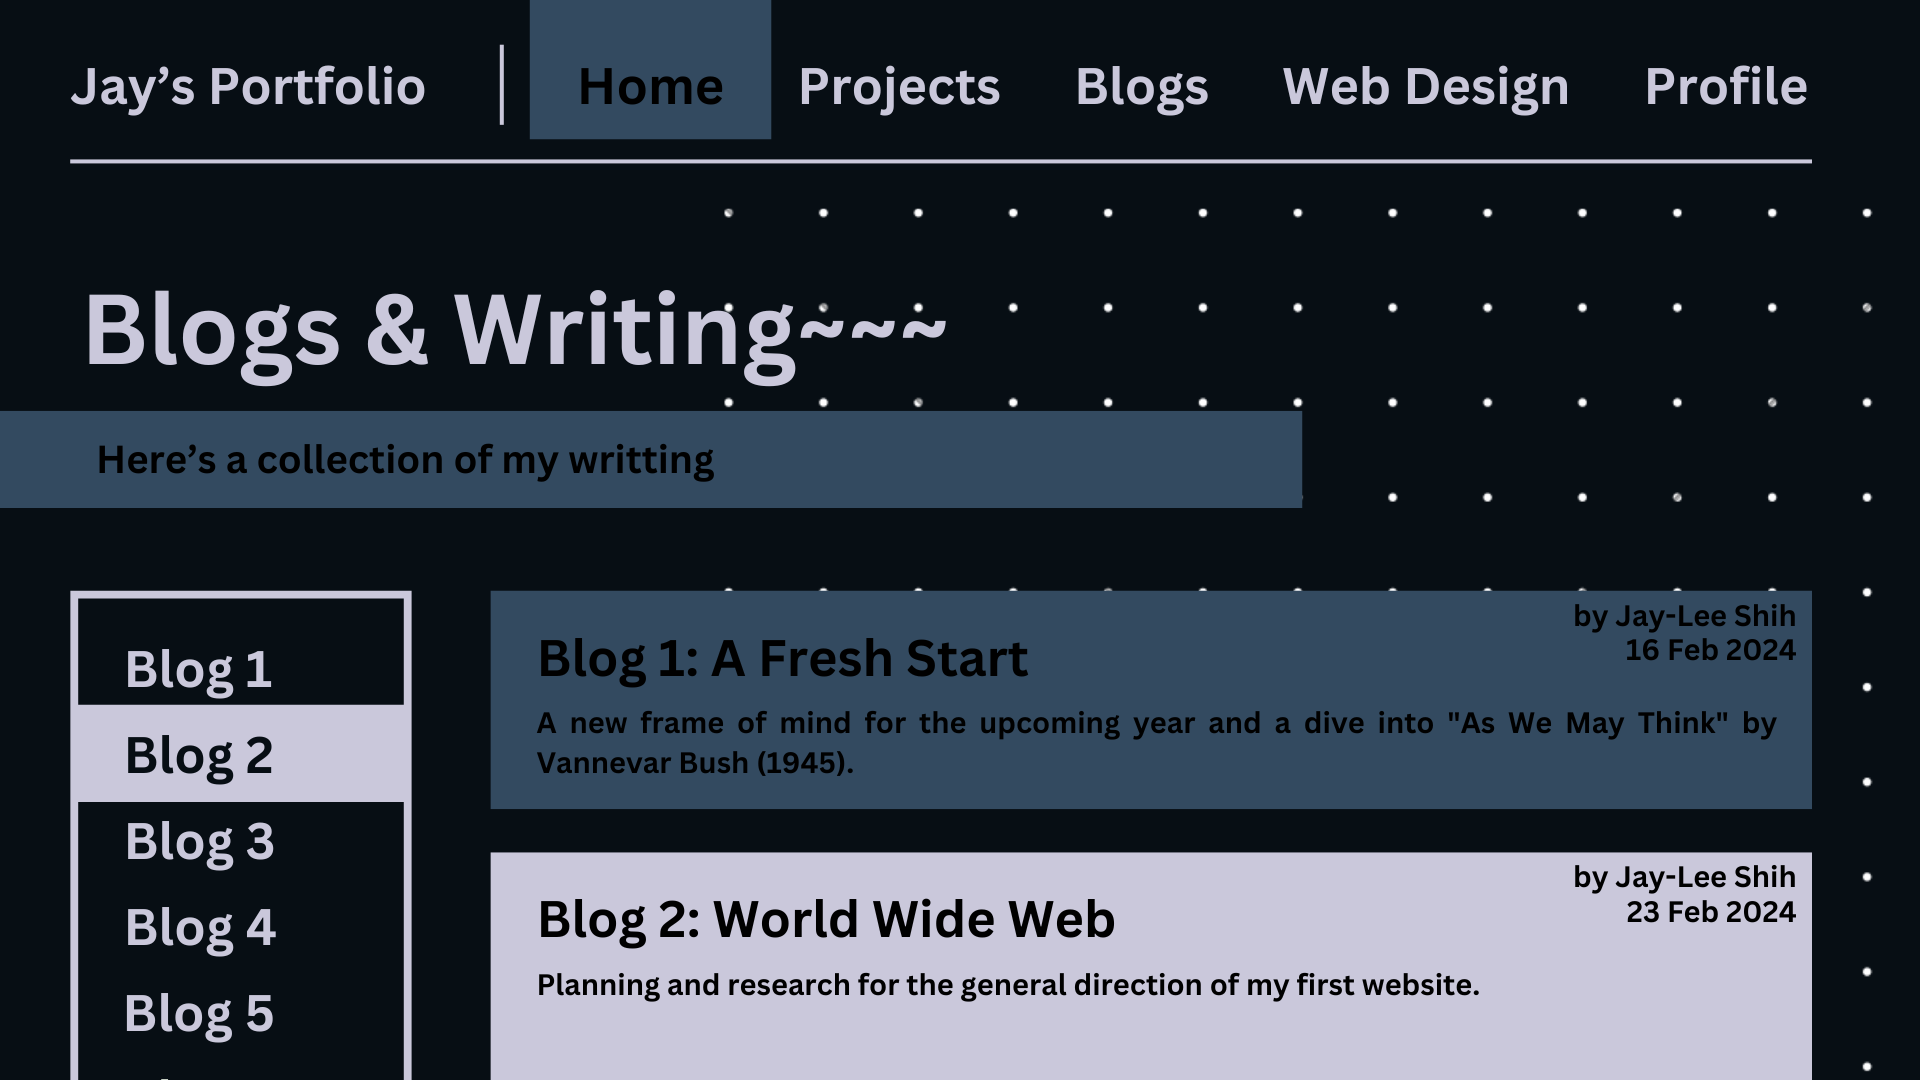 Jay’s Portfolio
Home Projects Blogs Web Design Profile
Blogs & Writing~~~
Here’s a collection of my writting
Blog 1
Blog 2
Blog 3
Blog 4
Blog 5
by Jay-Lee Shih
16 Feb 2024
Blog 1: A Fresh Start
A new frame of mind for the upcoming year and a dive into "As We May Think" by
Vannevar Bush (1945).
by Jay-Lee Shih
23 Feb 2024
Blog 2: World Wide Web
Planning and research for the general direction of my first website.